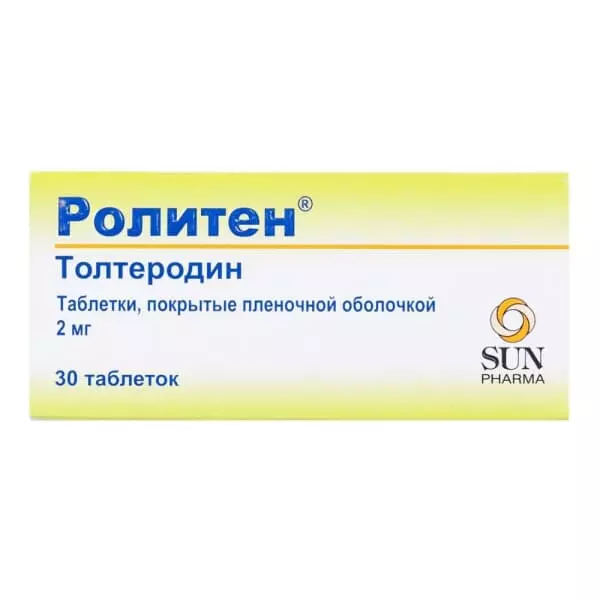 Ролитен®
Толтеродин
Таблетки, покрытые пленочной оболочкой
2 мг
30 таблеток
SUN
PHARMA